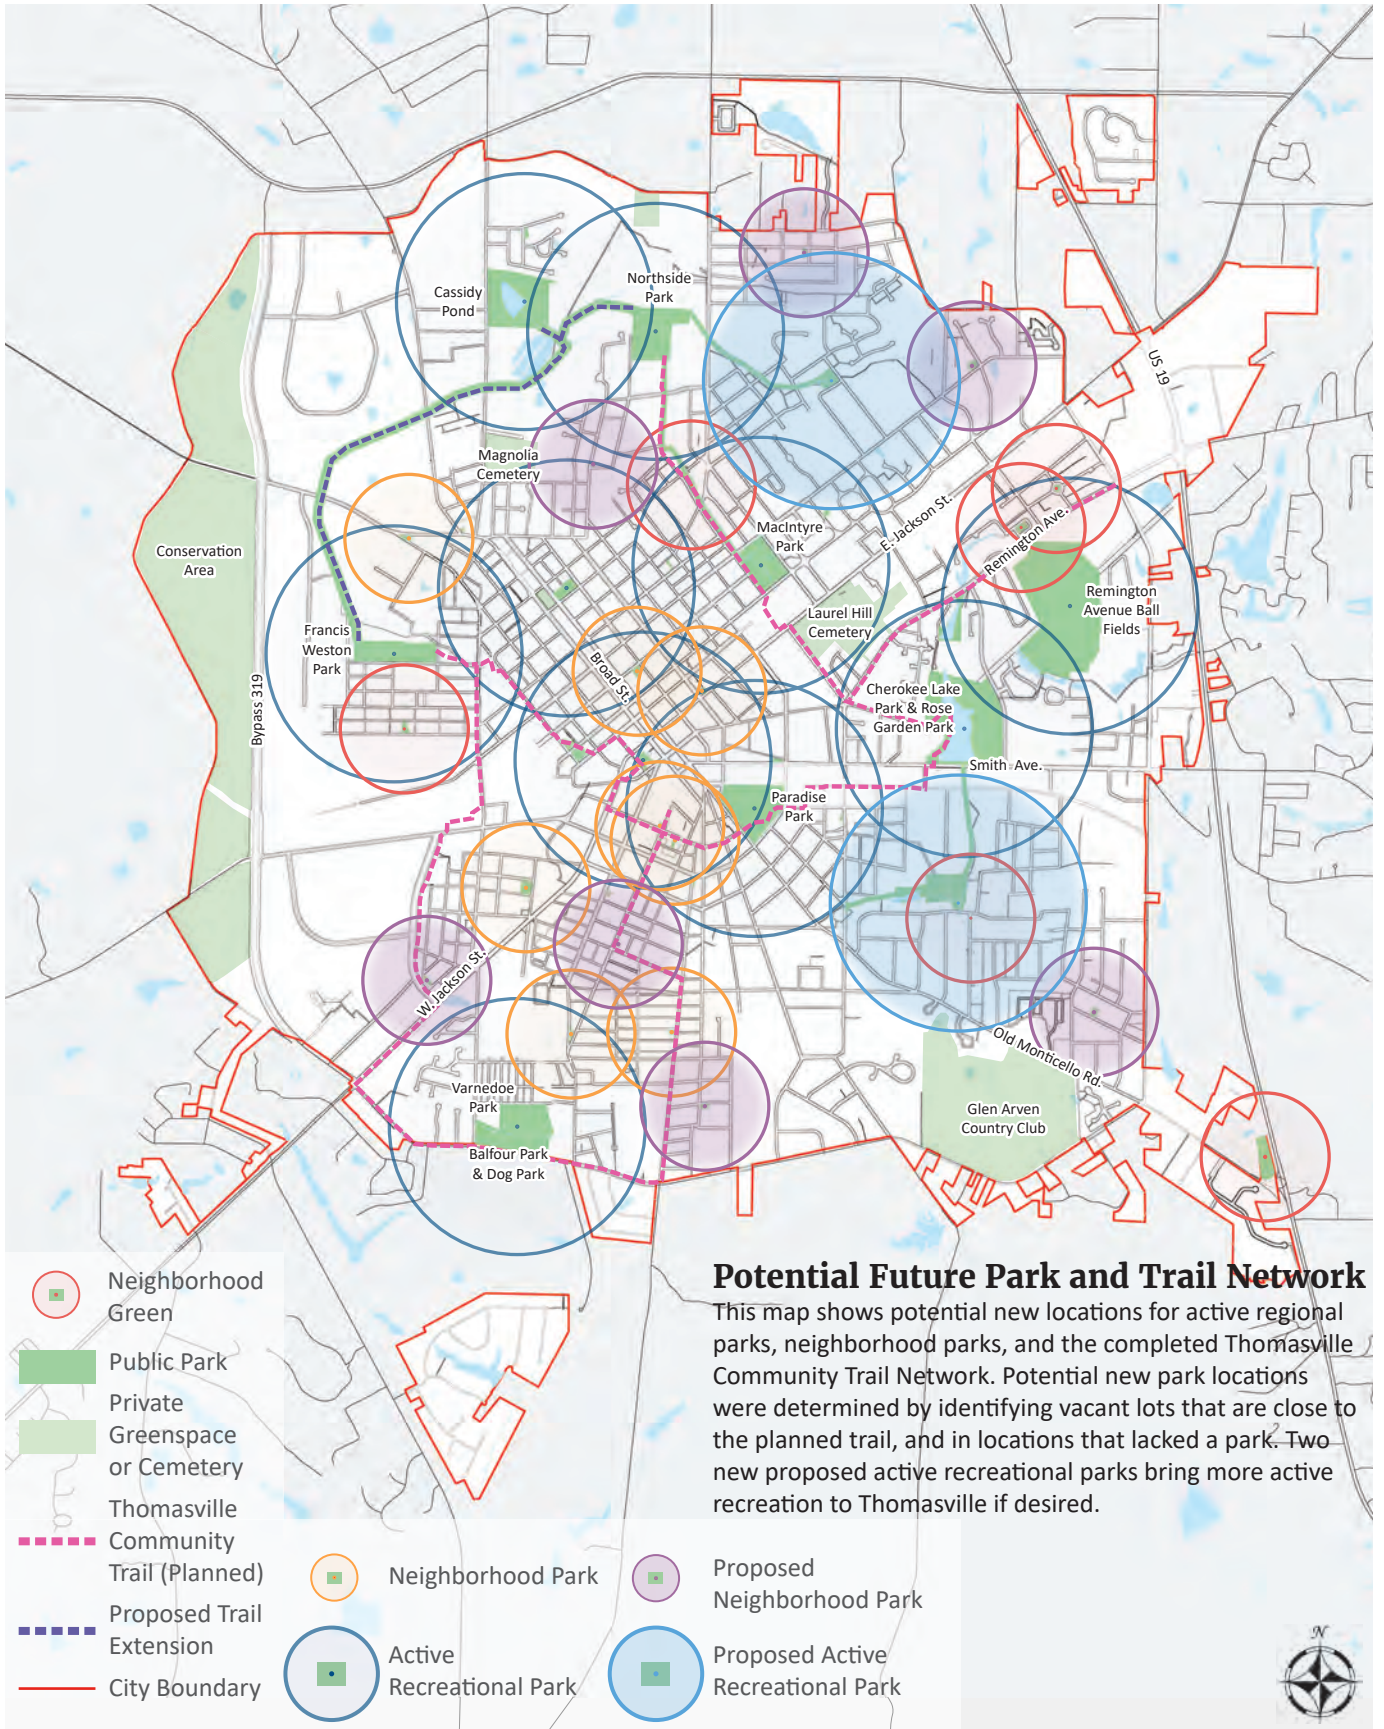 Cassidy
Pond
Northside
Park
US 19
Magnolia
Cemetery
MacIntyre
Park
E. Jackson St.
Remington Ave.
Conservation
Area
Remington
Avenue Ball
Fields
Laurel Hill
Cemetery
Francis
Weston
Park
Broad St.
Bypass 319
Cherokee Lake
Park & Rose
Garden Park
Smith Ave.
Paradise
Park
W. Jackson St.
Old Monticello Rd.
Varnedoe
Park
Glen Arven
Country Club
Balfour Park
& Dog Park
Potential Future Park and Trail Network
This map shows potential new locations for active regional
parks, neighborhood parks, and the completed Thomasville
Community Trail Network. Potential new park locations
were determined by identifying vacant lots that are close to
the planned trail, and in locations that lacked a park. Two
new proposed active recreational parks bring more active
recreation to Thomasville if desired.
Neighborhood
Green
Public Park
Private
Greenspace
or Cemetery
Thomasville
Community
Trail (Planned)
Proposed Trail
Extension
City Boundary
Neighborhood Park
Active
Recreational Park
Proposed
Neighborhood Park
Proposed Active
Recreational Park
N